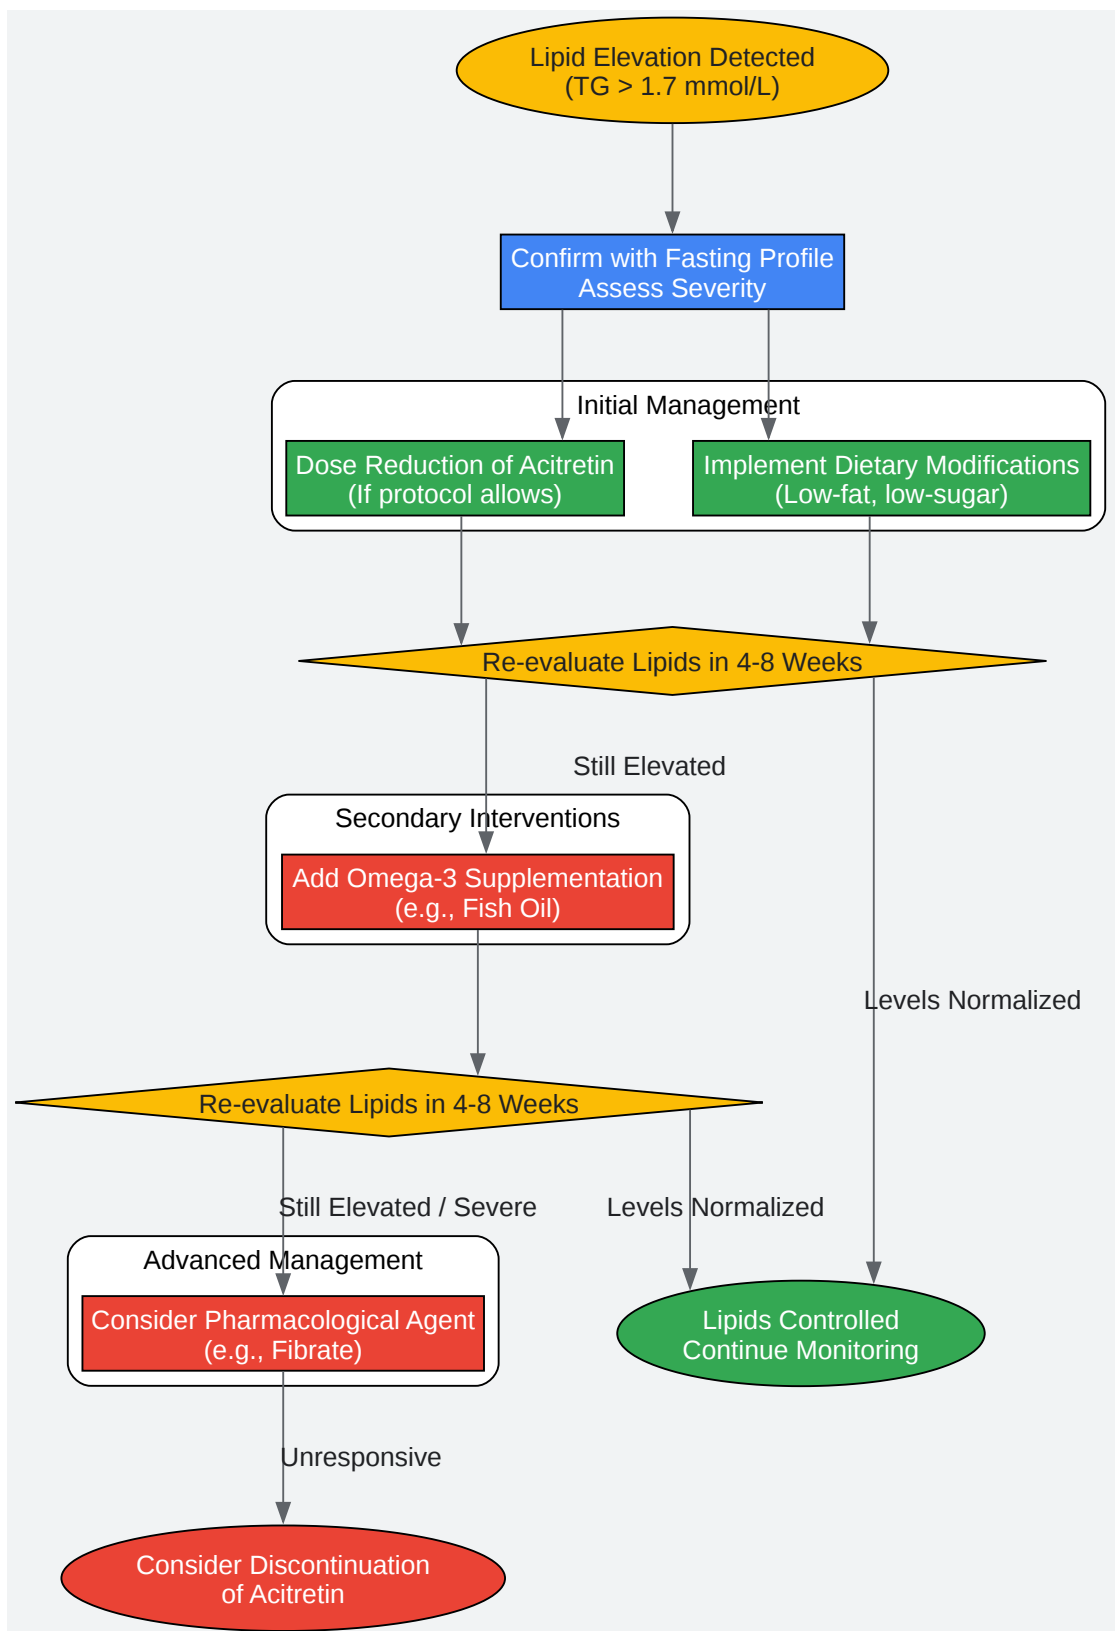 Lipid Elevation Detected
(TG > 1.7 mmol/L)
Confirm with Fasting Profile
Assess Severity
Initial Management
Dose Reduction of Acitretin
(If protocol allows)
Implement Dietary Modifications
(Low-fat, low-sugar)
Re-evaluate Lipids in 4-8 Weeks
Still Elevated
Secondary Interventions
Add Omega-3 Supplementation
(e.g., Fish Oil)
Levels Normalized
Re-evaluate Lipids in 4-8 Weeks
Still Elevated / Severe
Levels Normalized
Advanced Management
Consider Pharmacological Agent
(e.g., Fibrate)
Lipids Controlled
Continue Monitoring
Unresponsive
Consider Discontinuation
of Acitretin